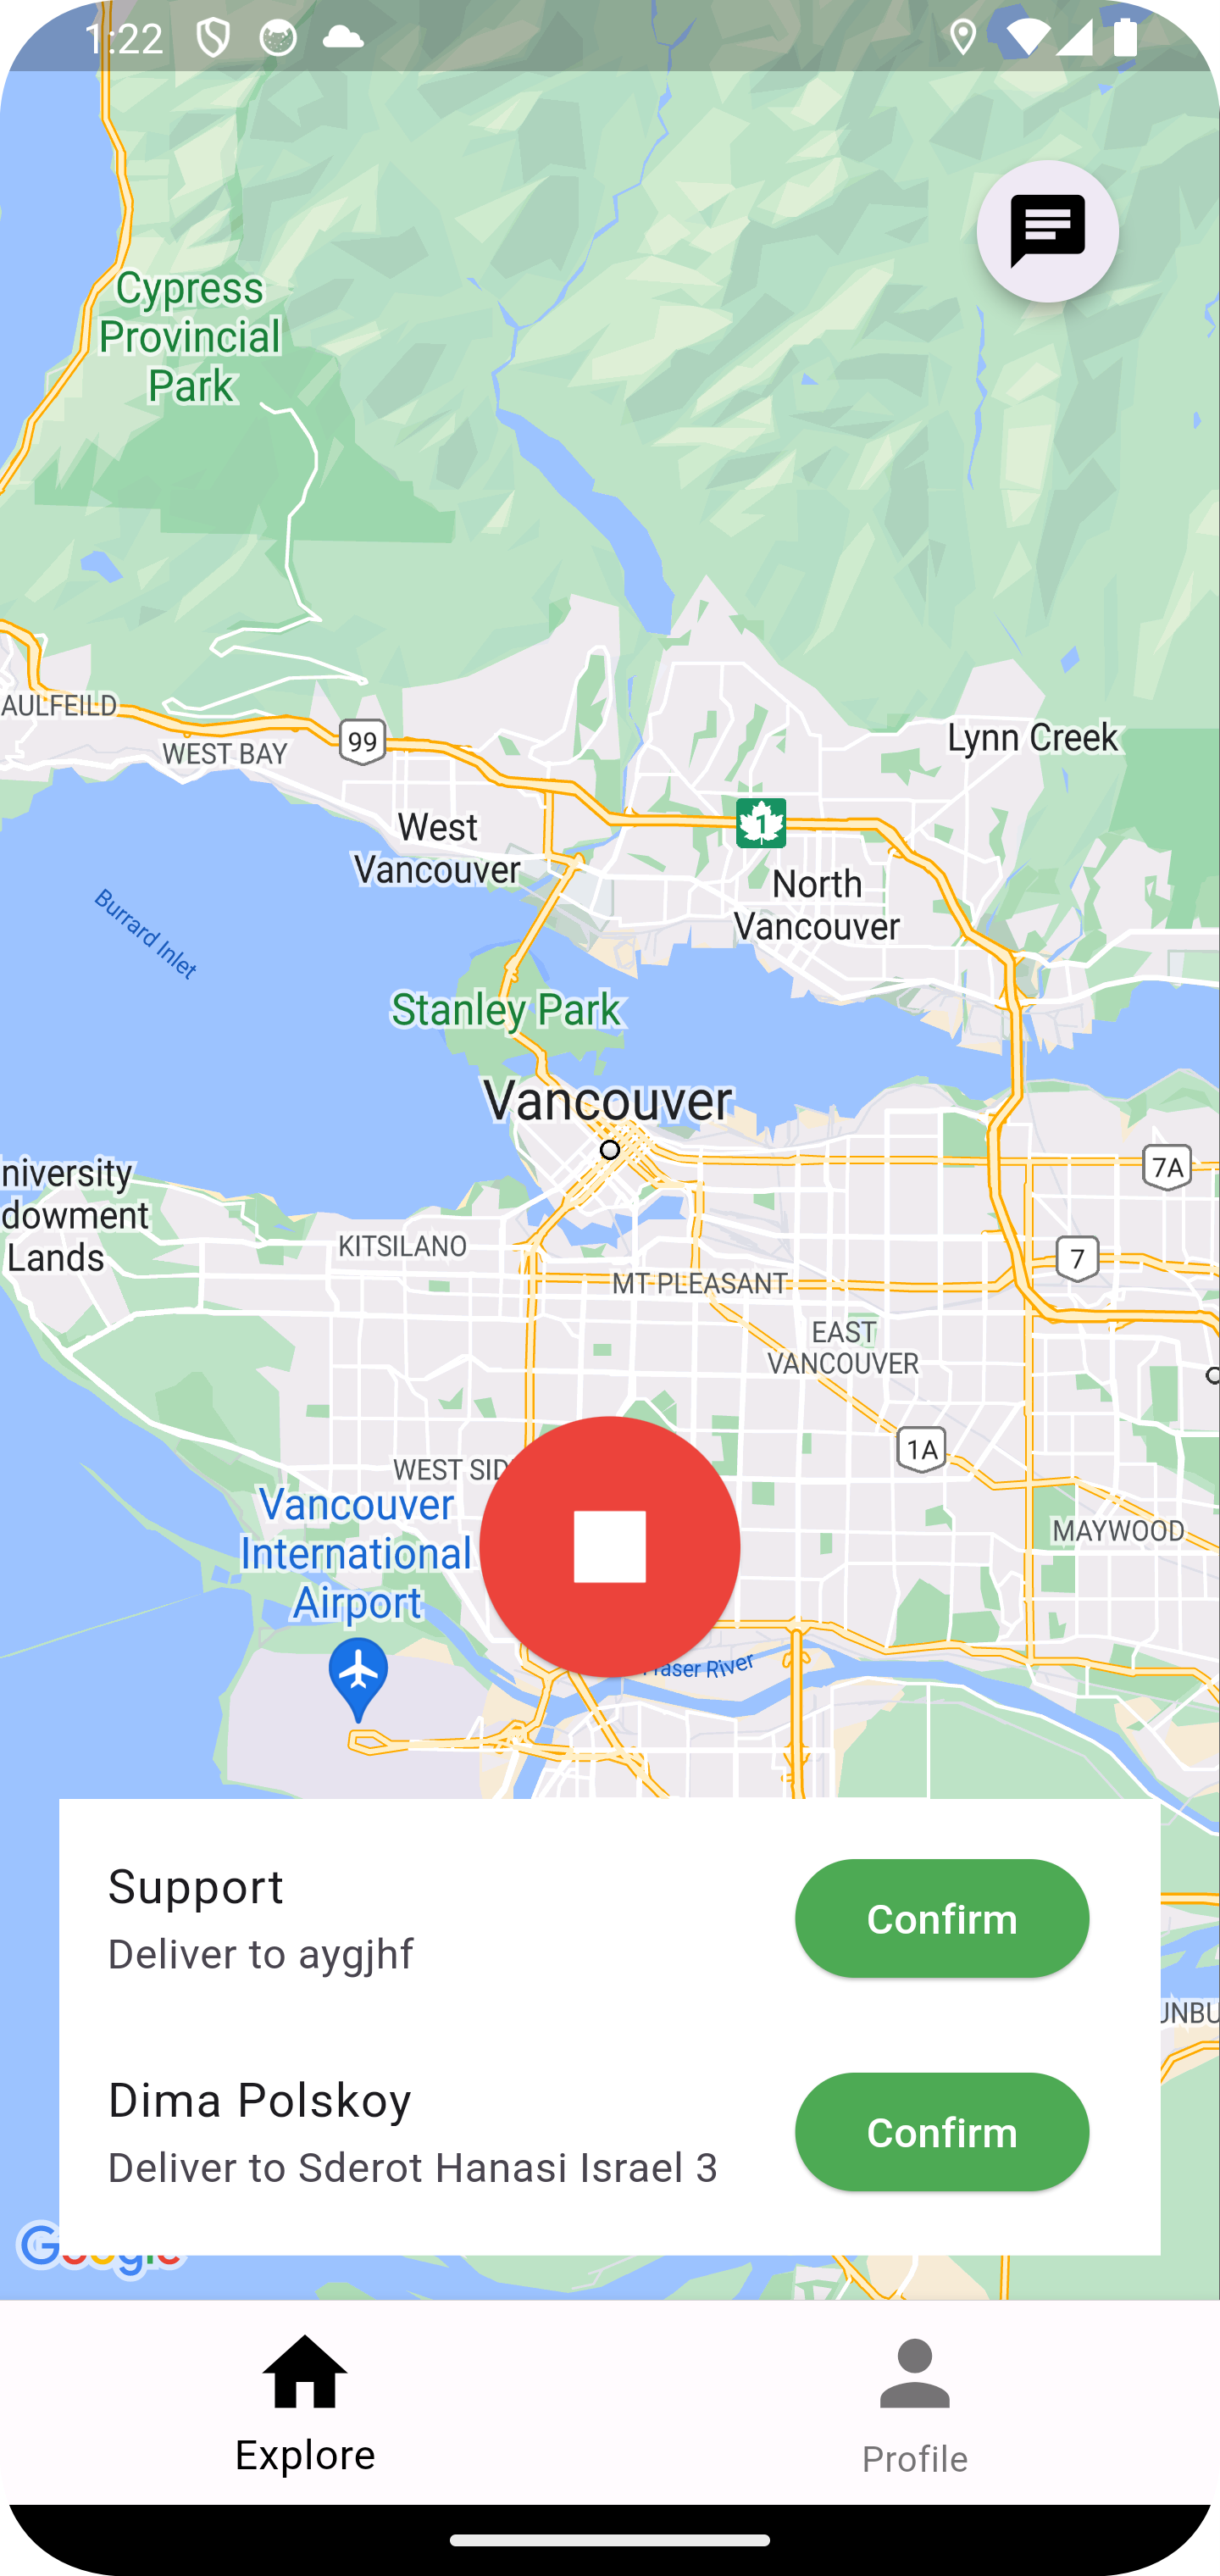 1:22
Cypress
Provincial
Park
AULFEILD
WEST BAY
99
Lynn Creek
West
Vancouver
1
North
Vancouver
Burrard Inlet
Stanley Park
Vancouver
niversity
dowment
Lands
7A
KITSILANO
7
MT PLEASANT
EAST
VANCOUVER
1A
WEST SID
Vancouver
International
Airport
MAYWOOD
raser River
Support
Deliver to aygjhf
Confirm
UNBU
Dima Polskoy
Deliver to Sderot Hanasi Israel 3
Confirm
Google
Explore
Profile